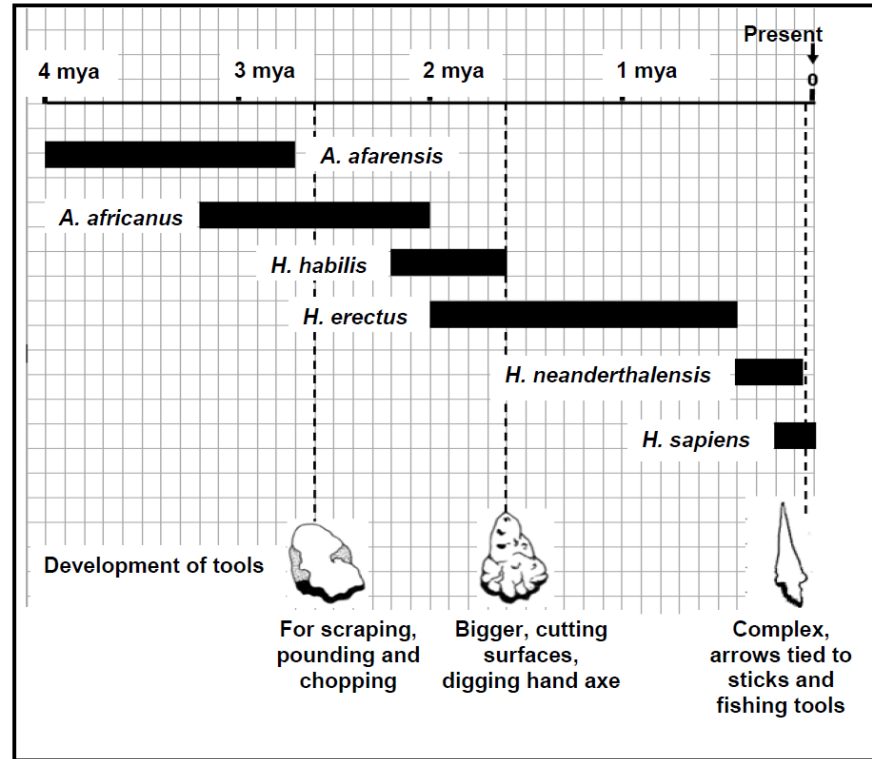 Present
4 mya 3 mya 2 mya 1 mya 0
A. afarensis
A. africanus
H. habilis
H. erectus
H. neanderthalensis
H. sapiens
Development of tools
For scraping,
pounding and
chopping
Bigger, cutting
surfaces,
digging hand axe
Complex,
arrows tied to
sticks and
fishing tools